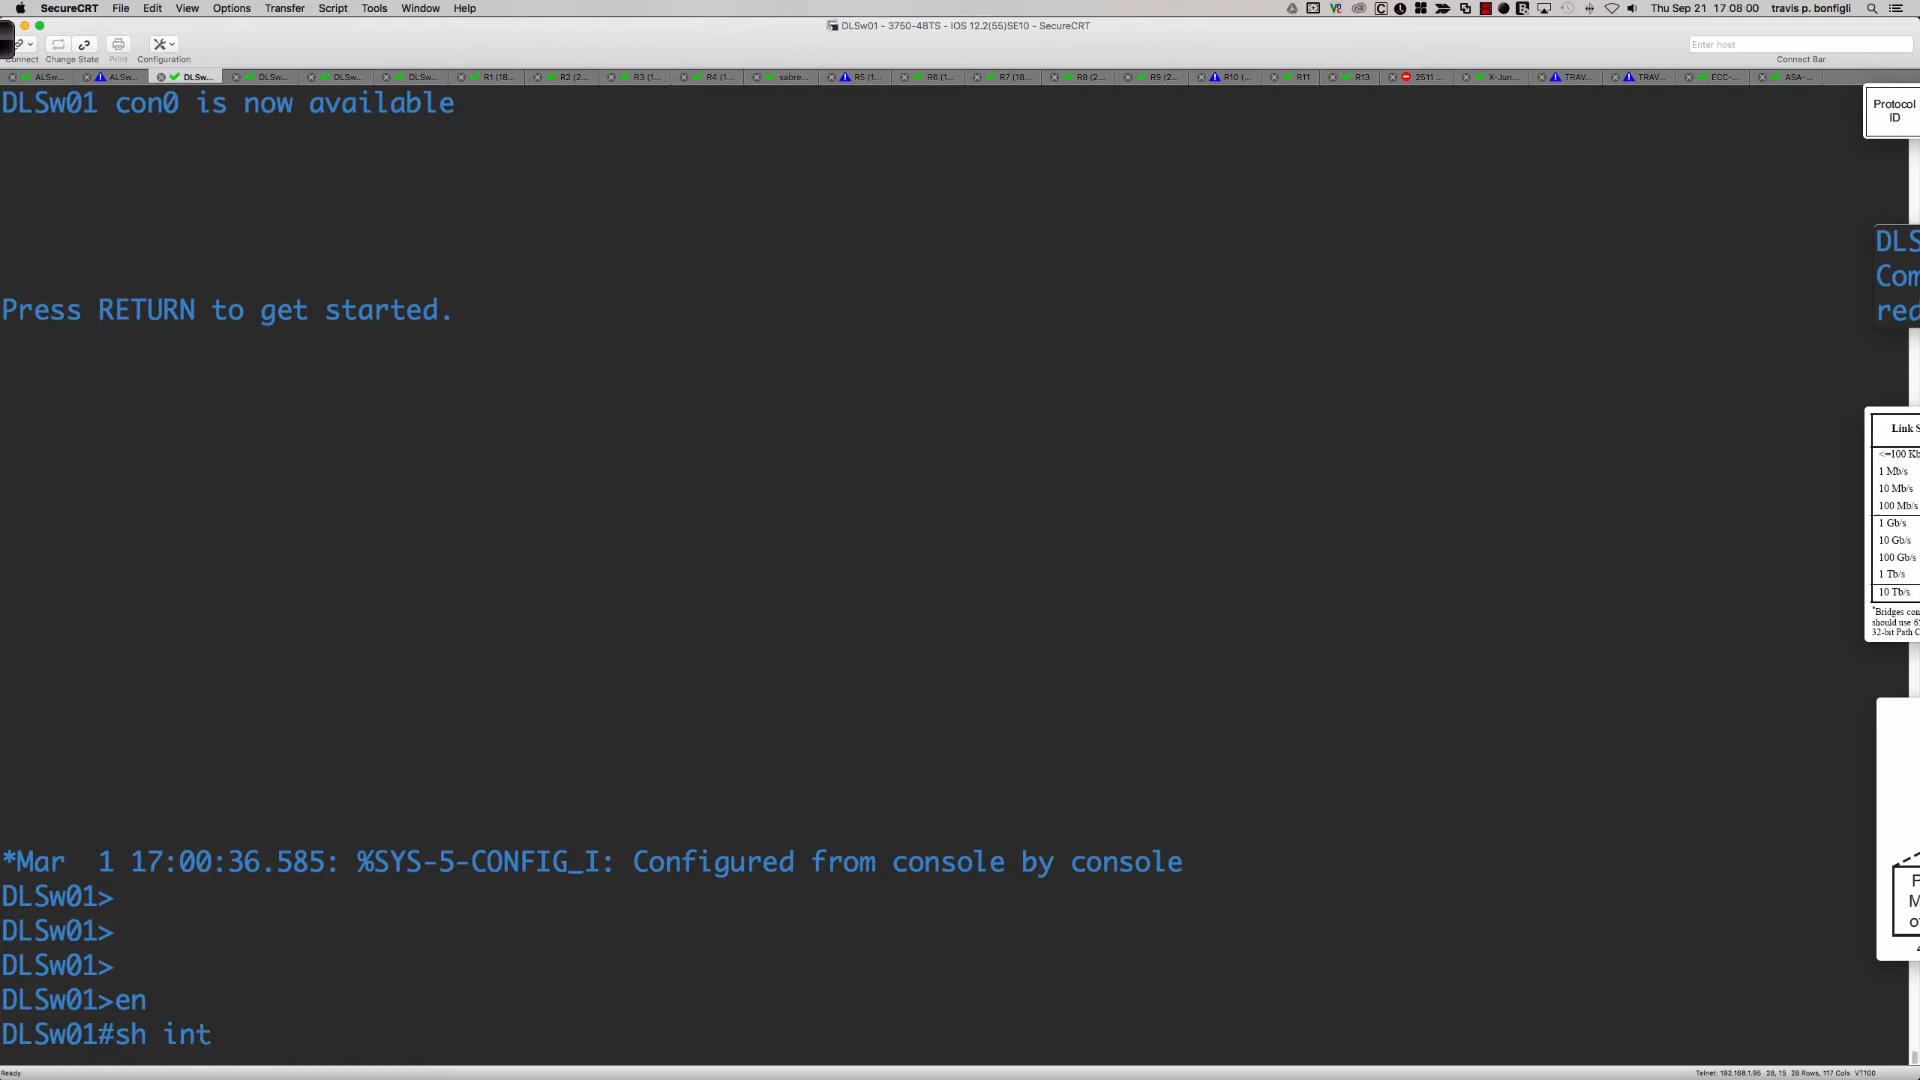 SecureCRT File Edit View Options Transfer Script Tools Window Help Thu Sep 21 17:08:00 travis p. bonfigli
DLSw01 - 3750-48TS - IOS 12.2(55)SE10 - SecureCRT
Enter host
Connect Change State Print Configuration Connect Bar
ALSw... ALSw... DLSw... DLSw... DLSw... DLSw... R1 (18... R2 (2... R3 (1... R4 (1... sabre... R5 (1... R6 (1... R7 (18... R8 (2... R9 (2... R10 (... R11 R13 2511 ... X-Jun... TRAV... TRAV... ECC-... ASA-...
DLSw01 con0 is now available
Protocol
ID
DLS
Com
Press RETURN to get started.
red
Link S
<=100 Kb
1 Mb/s
10 Mb/s
100 Mb/s
1 Gb/s
10 Gb/s
100 Gb/s
1 Tb/s
10 Tb/s
*Bridges con
should use 6
32-bit Path C
*Mar  1 17:00:36.585: %SYS-5-CONFIG_I: Configured from console by console
DLSw01>
DLSw01>
DLSw01>
DLSw01>en
DLSw01#sh int
P
M
Ready
Telnet: 192.168.1.95 28, 15 28 Rows, 117 Cols VT100